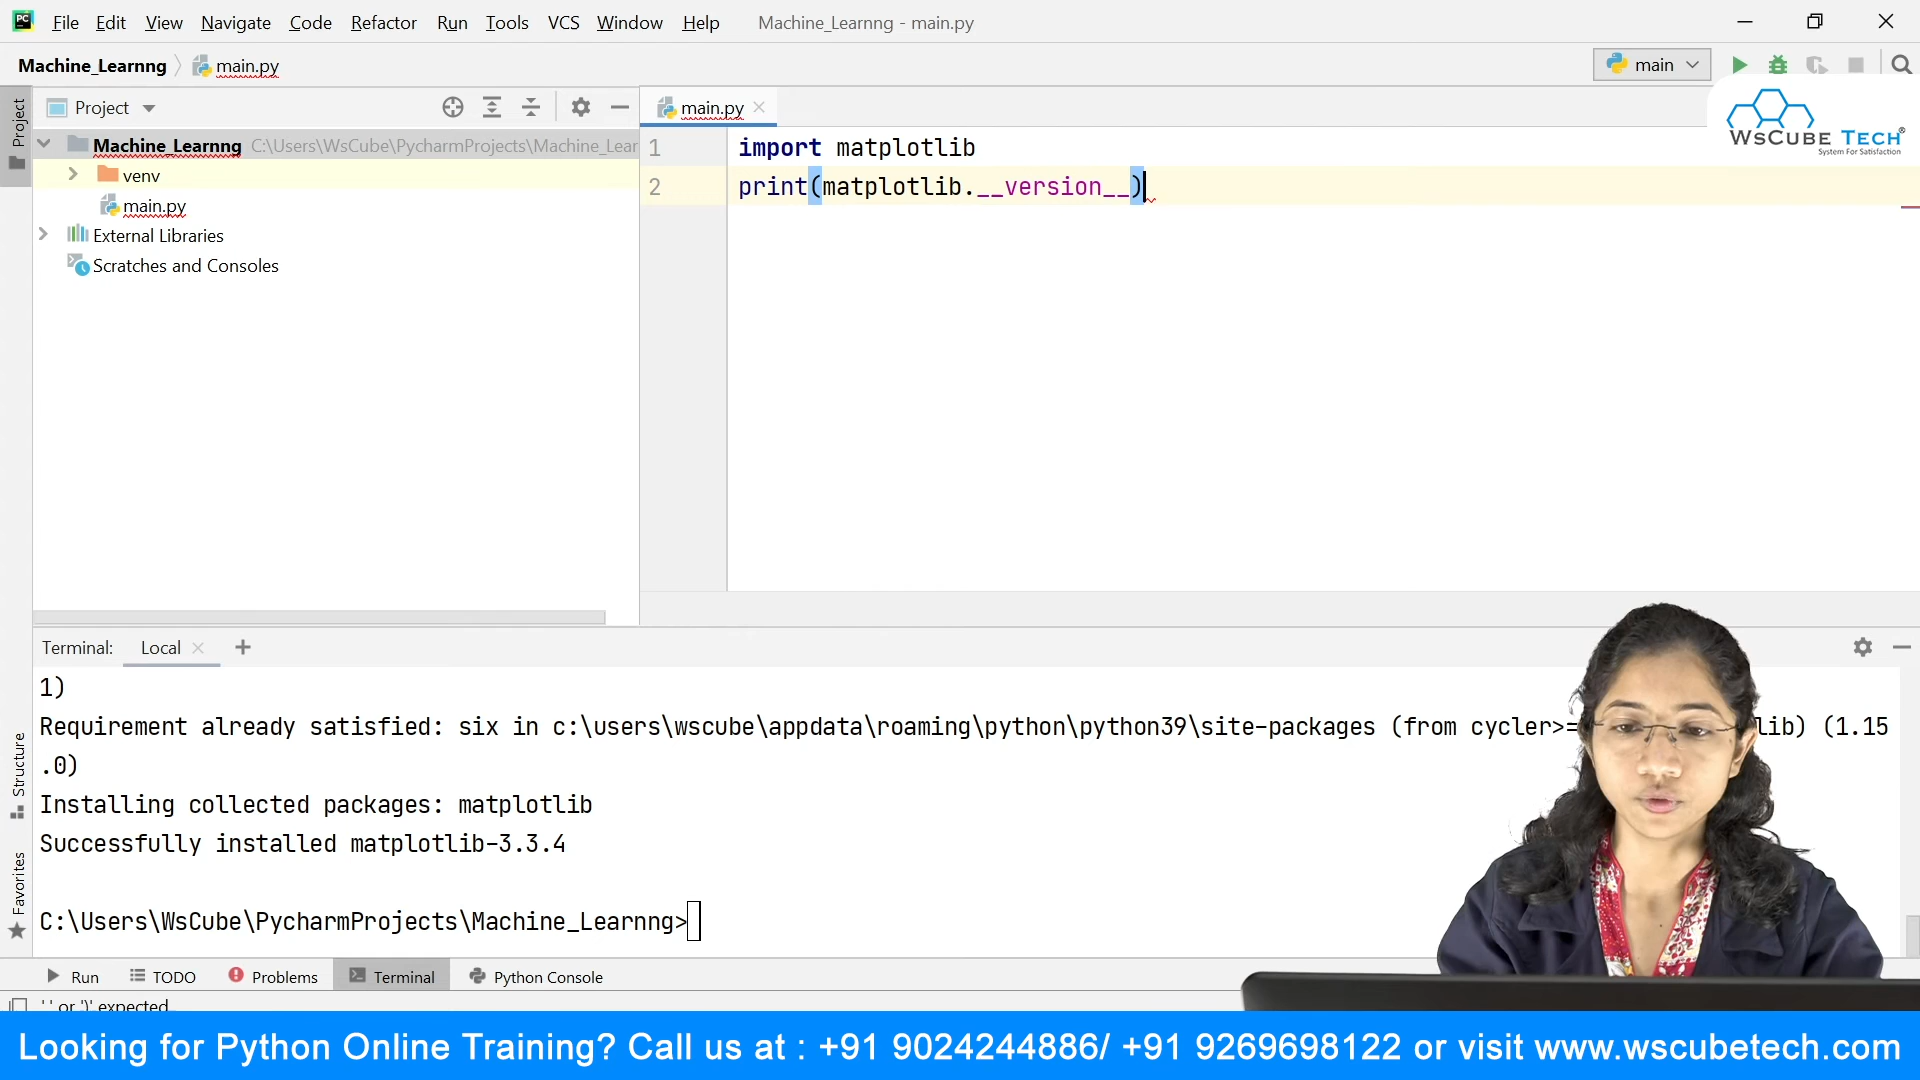 File Edit View Navigate Code Refactor Run Tools VCS Window Help Machine_Learnng - main.py
Machine_Learnng main.py
main
Project
Machine_Learnng C:\Users\WsCube\PycharmProjects\Machine_Lear
venv
main.py
External Libraries
Scratches and Consoles
main.py
1 import matplotlib
2 print(matplotlib.__version__)
WsCube Tech®
System For Satisfaction
Project
Structure
Favorites
Terminal: Local
1)
Requirement already satisfied: six in c:\users\wscube\appdata\roaming\python\python39\site-packages (from cycler>= lib) (1.15
.0)
Installing collected packages: matplotlib
Successfully installed matplotlib-3.3.4
C:\Users\WsCube\PycharmProjects\Machine_Learnng>
Run TODO Problems Terminal Python Console
or ')' expected
Looking for Python Online Training? Call us at : +91 9024244886/ +91 9269698122 or visit www.wscubetech.com